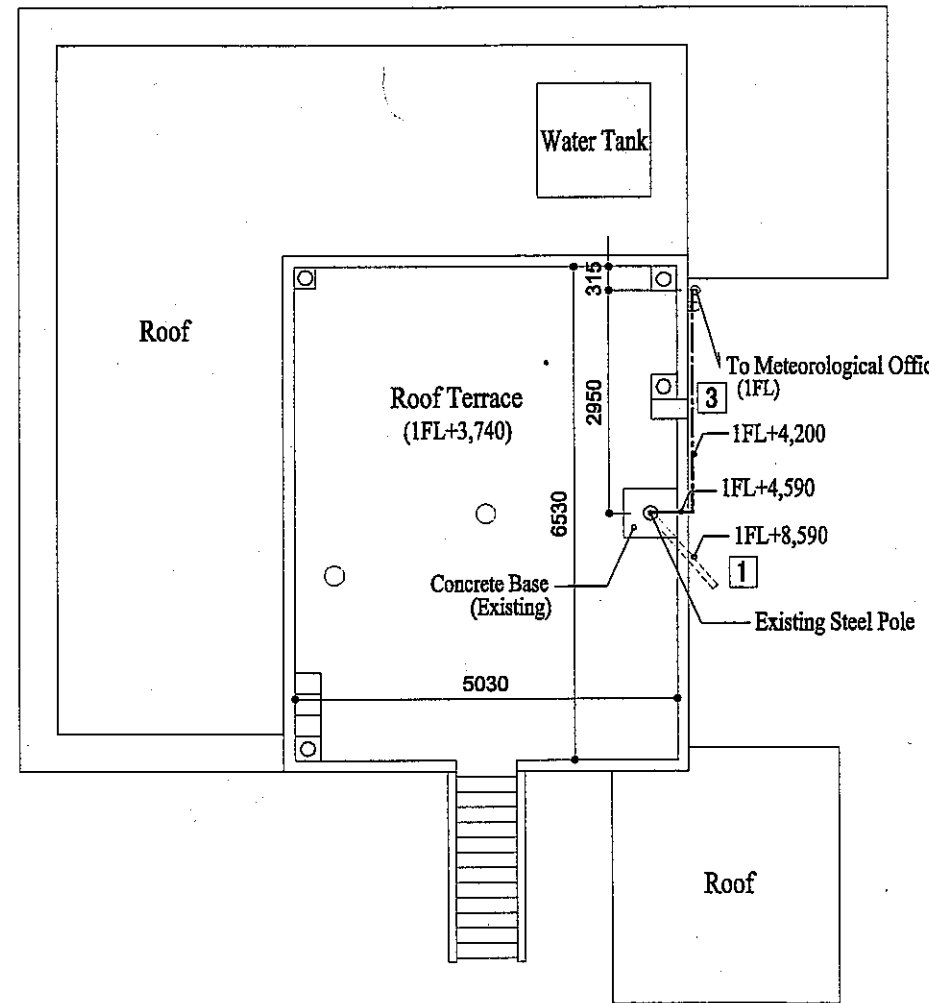 Water Tank
315
Roof
To Meteorological Offic
(1FL)
Roof Terrace
(1FL+3,740)
2950
3
1FL+4,200
1FL+4,590
6530
1FL+8,590
1
Concrete Base
(Existing)
Existing Steel Pole
5030
Roof